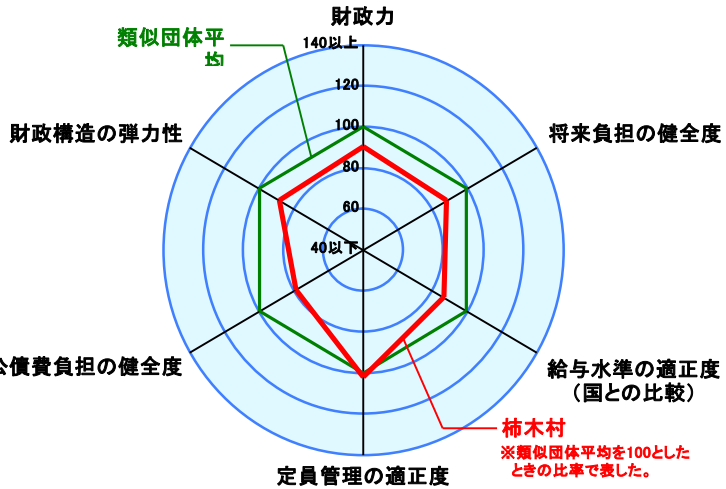 財政力
類似団体平
均
140以上
120
100
80
60
40以下
財政構造の弾力性
将来負担の健全度
公債費負担の健全度
給与水準の適正度
（国との比較）
柿木村
※類似団体平均を100とした
ときの比率で表した。
定員管理の適正度